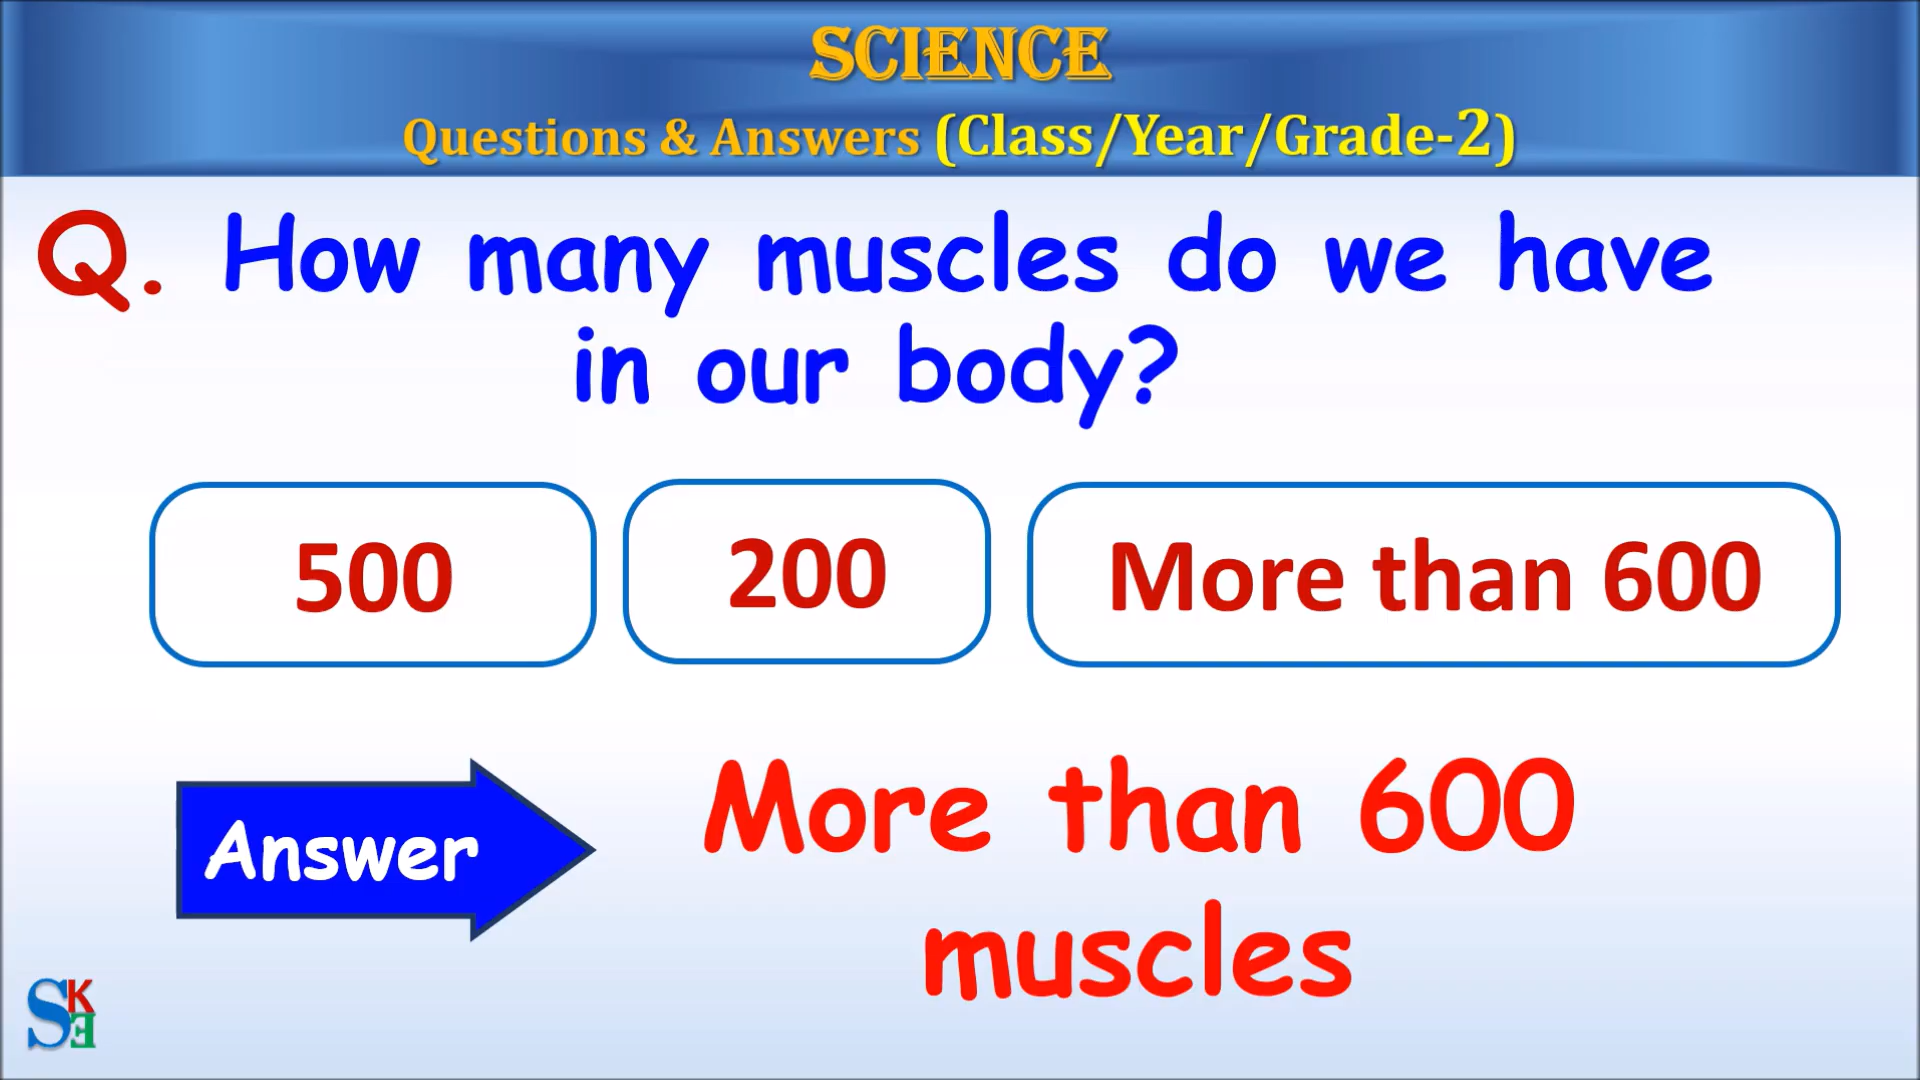 SCIENCE
Questions & Answers (Class/Year/Grade-2)
Q. How many muscles do we have
in our body?
500
200
More than 600
Answer
More than 600
muscles
SKE